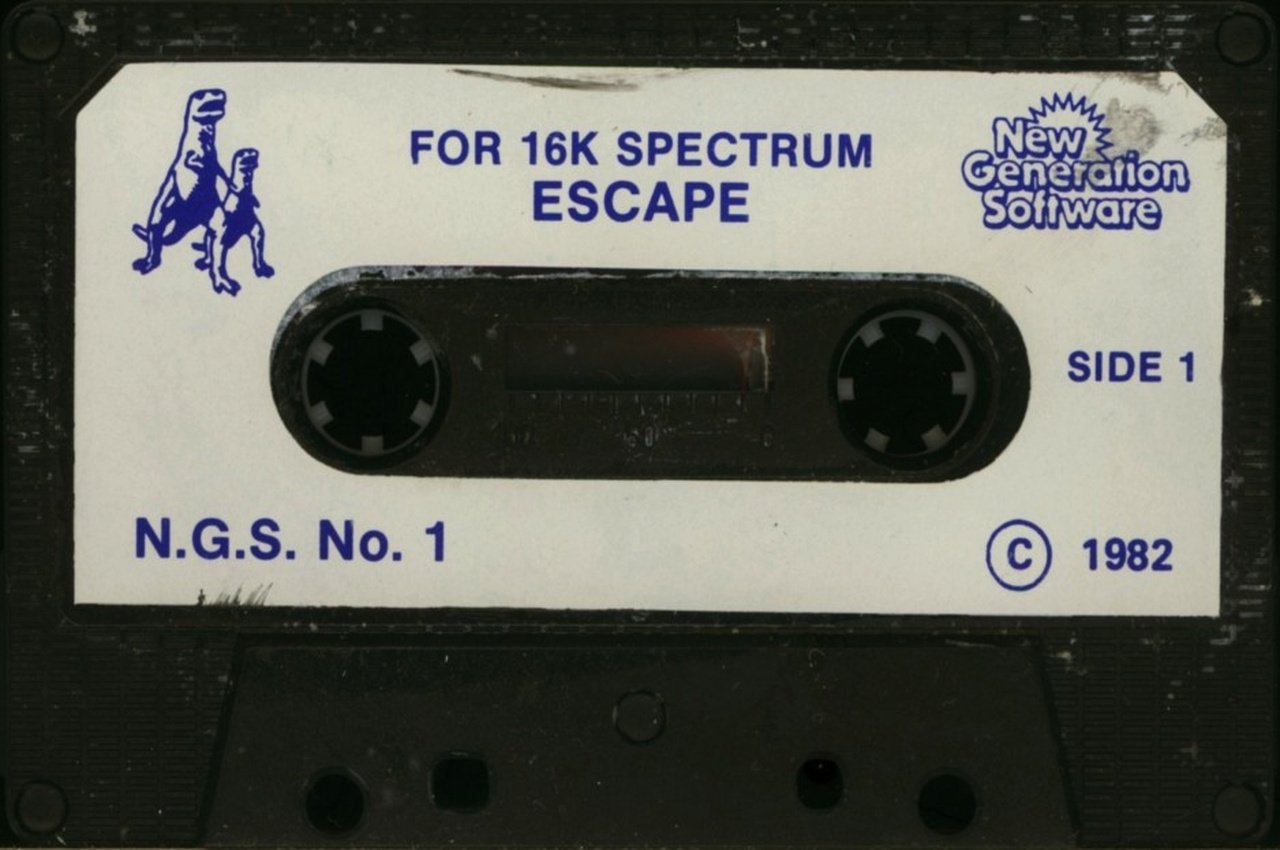 FOR 16K SPECTRUM
ESCAPE
New
Generation
Software
SIDE 1
N.G.S. No. 1
© 1982